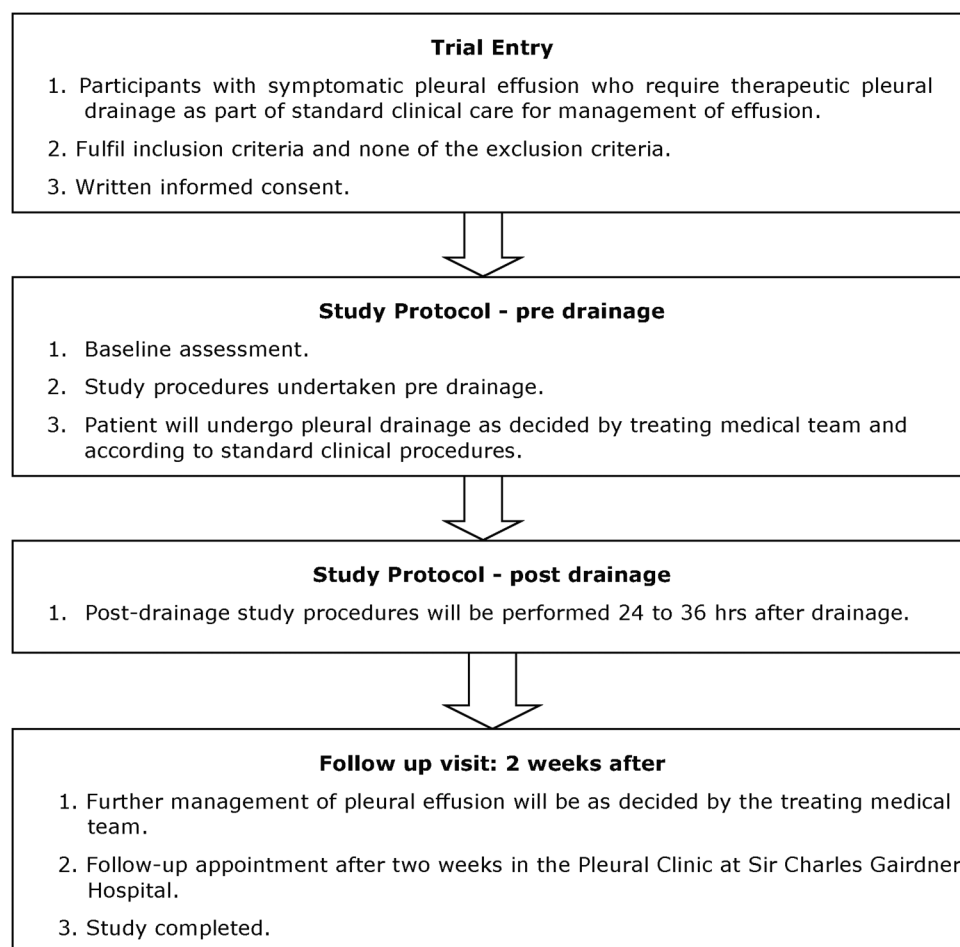 Trial Entry
1. Participants with symptomatic pleural effusion who require therapeutic pleural
drainage as part of standard clinical care for management of effusion.
2. Fulfil inclusion criteria and none of the exclusion criteria.
3. Written informed consent.
Study Protocol - pre drainage
1. Baseline assessment.
2. Study procedures undertaken pre drainage.
3. Patient will undergo pleural drainage as decided by treating medical team and
according to standard clinical procedures.
Study Protocol - post drainage
1. Post-drainage study procedures will be performed 24 to 36 hrs after drainage.
Follow up visit: 2 weeks after
1. Further management of pleural effusion will be as decided by the treating medical
team.
2. Follow-up appointment after two weeks in the Pleural Clinic at Sir Charles Gairdner
Hospital.
3. Study completed.